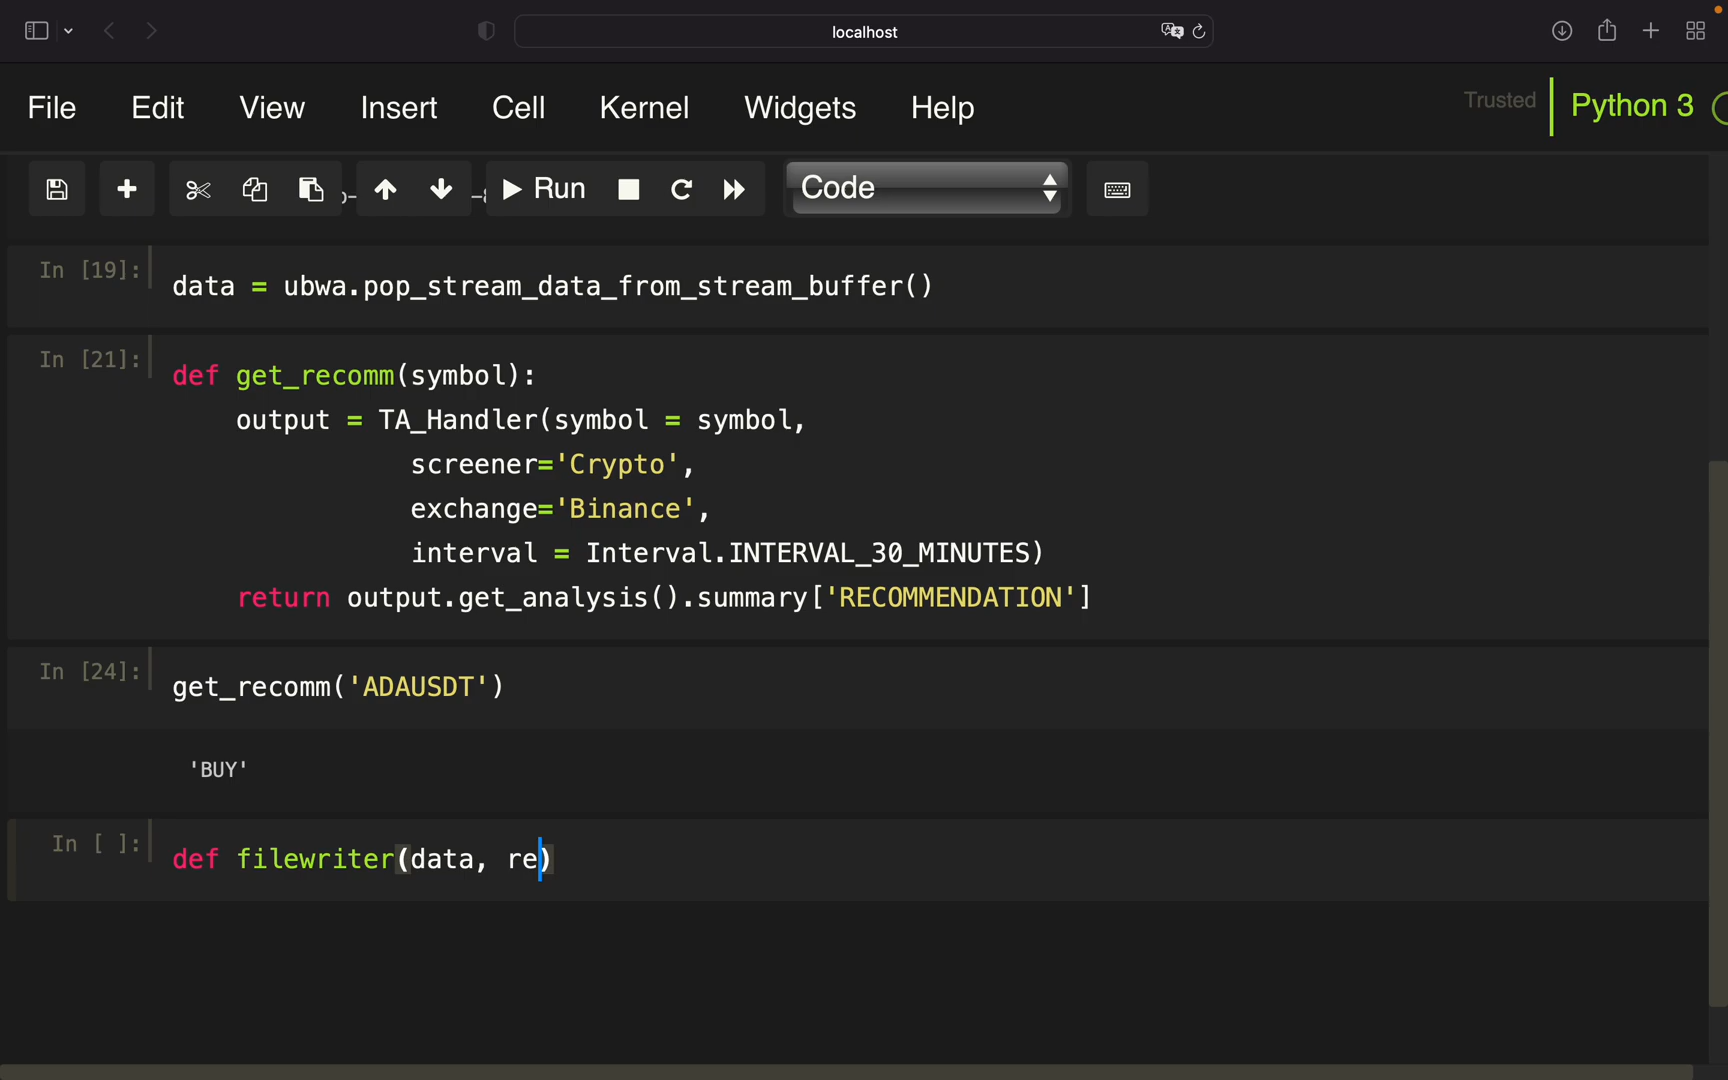 localhost
File Edit View Insert Cell Kernel Widgets Help Trusted Python 3
Run Code
In [19]: data = ubwa.pop_stream_data_from_stream_buffer()
In [21]: def get_recomm(symbol):
output = TA_Handler(symbol = symbol,
screener='Crypto',
exchange='Binance',
interval = Interval.INTERVAL_30_MINUTES)
return output.get_analysis().summary['RECOMMENDATION']
In [24]: get_recomm('ADAUSDT')
'BUY'
In [ ]: def filewriter(data, re)